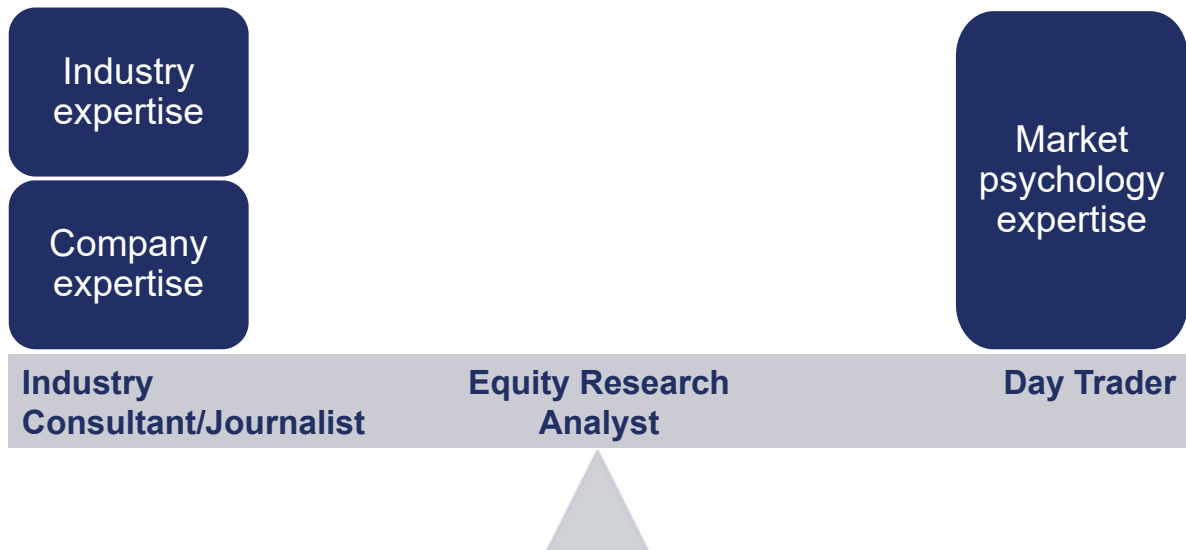 Industry
expertise
Company
expertise
Market
psychology
expertise
Industry
Consultant/Journalist
Equity Research
Analyst
Day Trader